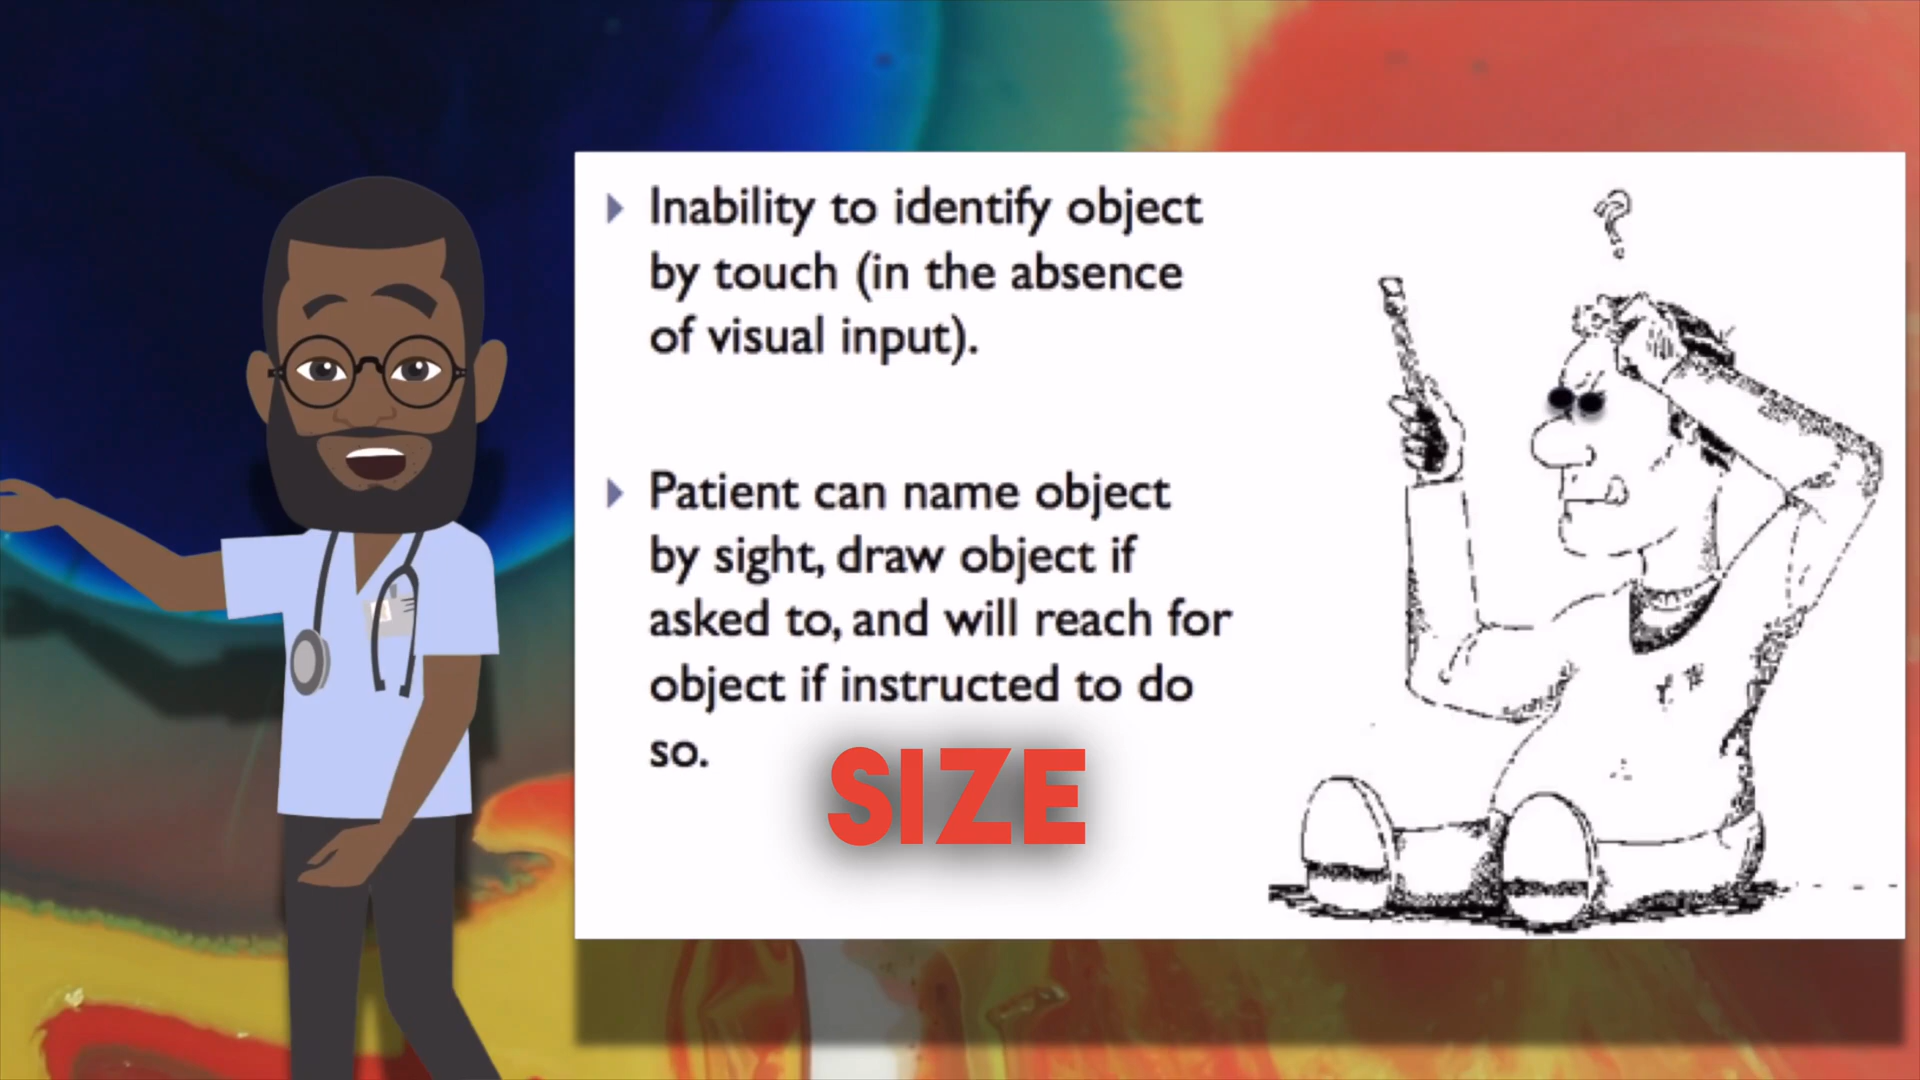 Inability to identify object
by touch (in the absence
of visual input).
Patient can name object
by sight, draw object if
asked to, and will reach for
object if instructed to do
so.
SIZE
?